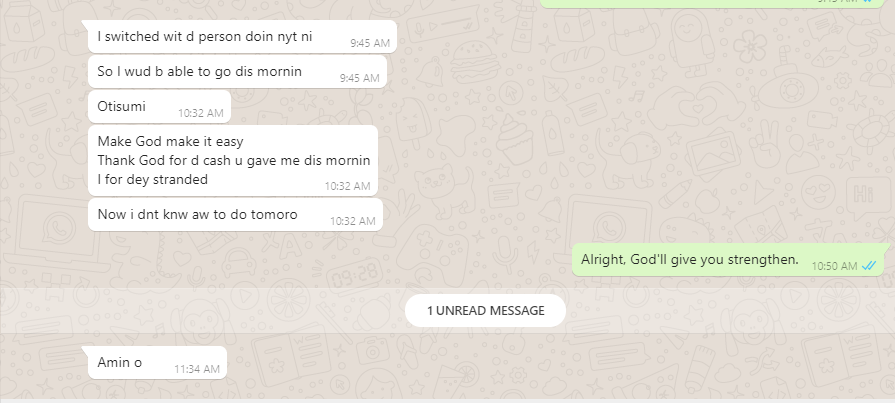 I switched wit d person doin nyt ni
9:45 AM
So I wud b able to go dis mornin
9:45 AM
Otisumi
10:32 AM
Make God make it easy
Thank God for d cash u gave me dis mornin
I for dey stranded
10:32 AM
Now i dnt knw aw to do tomoro
10:32 AM
Alright, God'll give you strengthen.
10:50 AM
1 UNREAD MESSAGE
Amin o
11:34 AM